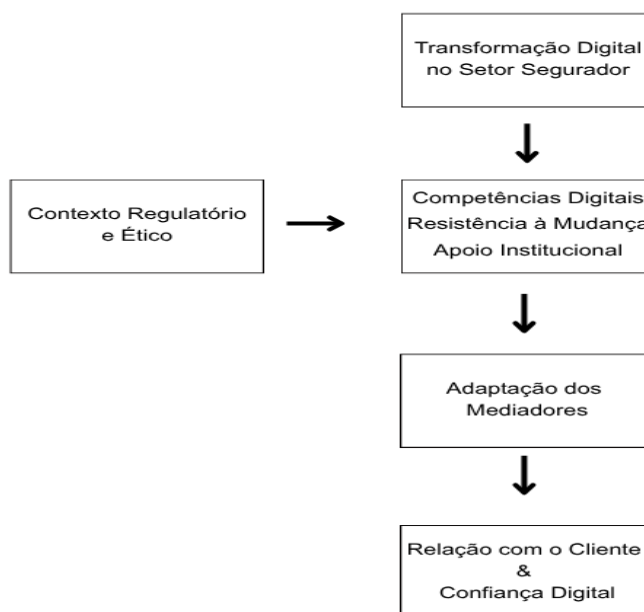 Transformação Digital
no Setor Segurador
Contexto Regulatório
e Ético
Competências Digitais
Resistência à Mudança
Apoio Institucional
Adaptação dos
Mediadores
Relação com o Cliente
&
Confiança Digital